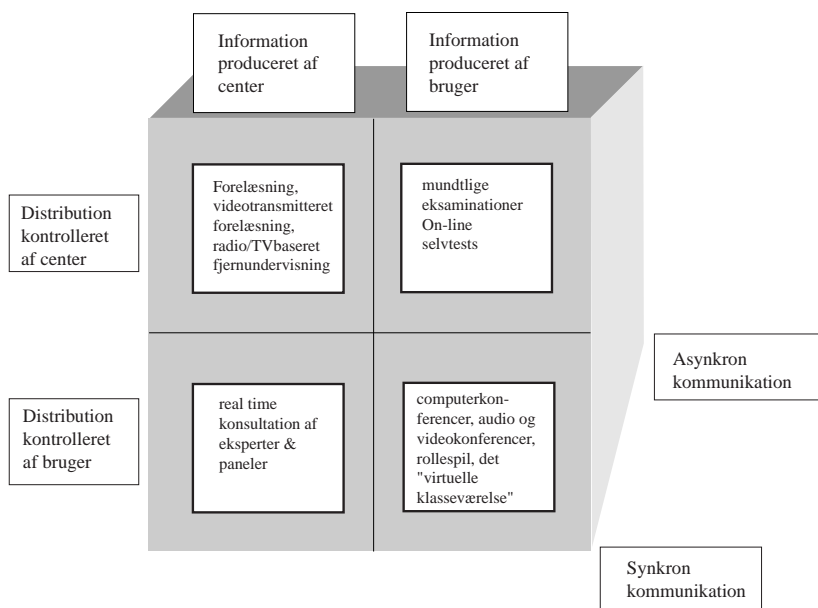 Information
produceret af
center
Information
produceret af
bruger
Distribution
kontrolleret
af center
Forelæsning,
videotransmitteret
forelæsning,
radio/TVbaseret
fjernundervisning
mundtlige
eksaminationer
On-line
selvtests
Asynkron
kommunikation
Distribution
kontrolleret
af bruger
real time
konsultation af
eksperter &
paneler
computerkon-
ferencer, audio og
videokonferencer,
rollespil, det
"virtuelle
klasseværelse"
Synkron
kommunikation